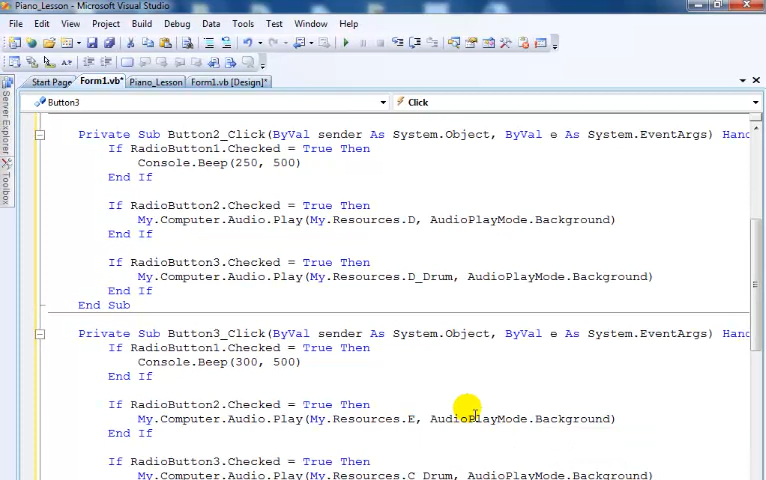 Piano_Lesson - Microsoft Visual Studio
File Edit View Project Build Debug Data Tools Test Window Help
Start Page Form1.vb* Piano_Lesson Form1.vb [Design]*
Button3 Click
Server Explorer
Toolbox
Private Sub Button2_Click(ByVal sender As System.Object, ByVal e As System.EventArgs) Hand
If RadioButton1.Checked = True Then
Console.Beep(250, 500)
End If
If RadioButton2.Checked = True Then
My.Computer.Audio.Play(My.Resources.D, AudioPlayMode.Background)
End If
If RadioButton3.Checked = True Then
My.Computer.Audio.Play(My.Resources.D_Drum, AudioPlayMode.Background)
End If
End Sub
Private Sub Button3_Click(ByVal sender As System.Object, ByVal e As System.EventArgs) Hand
If RadioButton1.Checked = True Then
Console.Beep(300, 500)
End If
If RadioButton2.Checked = True Then
My.Computer.Audio.Play(My.Resources.E, AudioPlayMode.Background)
End If
If RadioButton3.Checked = True Then
My.Computer.Audio.Play(My.Resources.C_Drum, AudioPlayMode.Background)